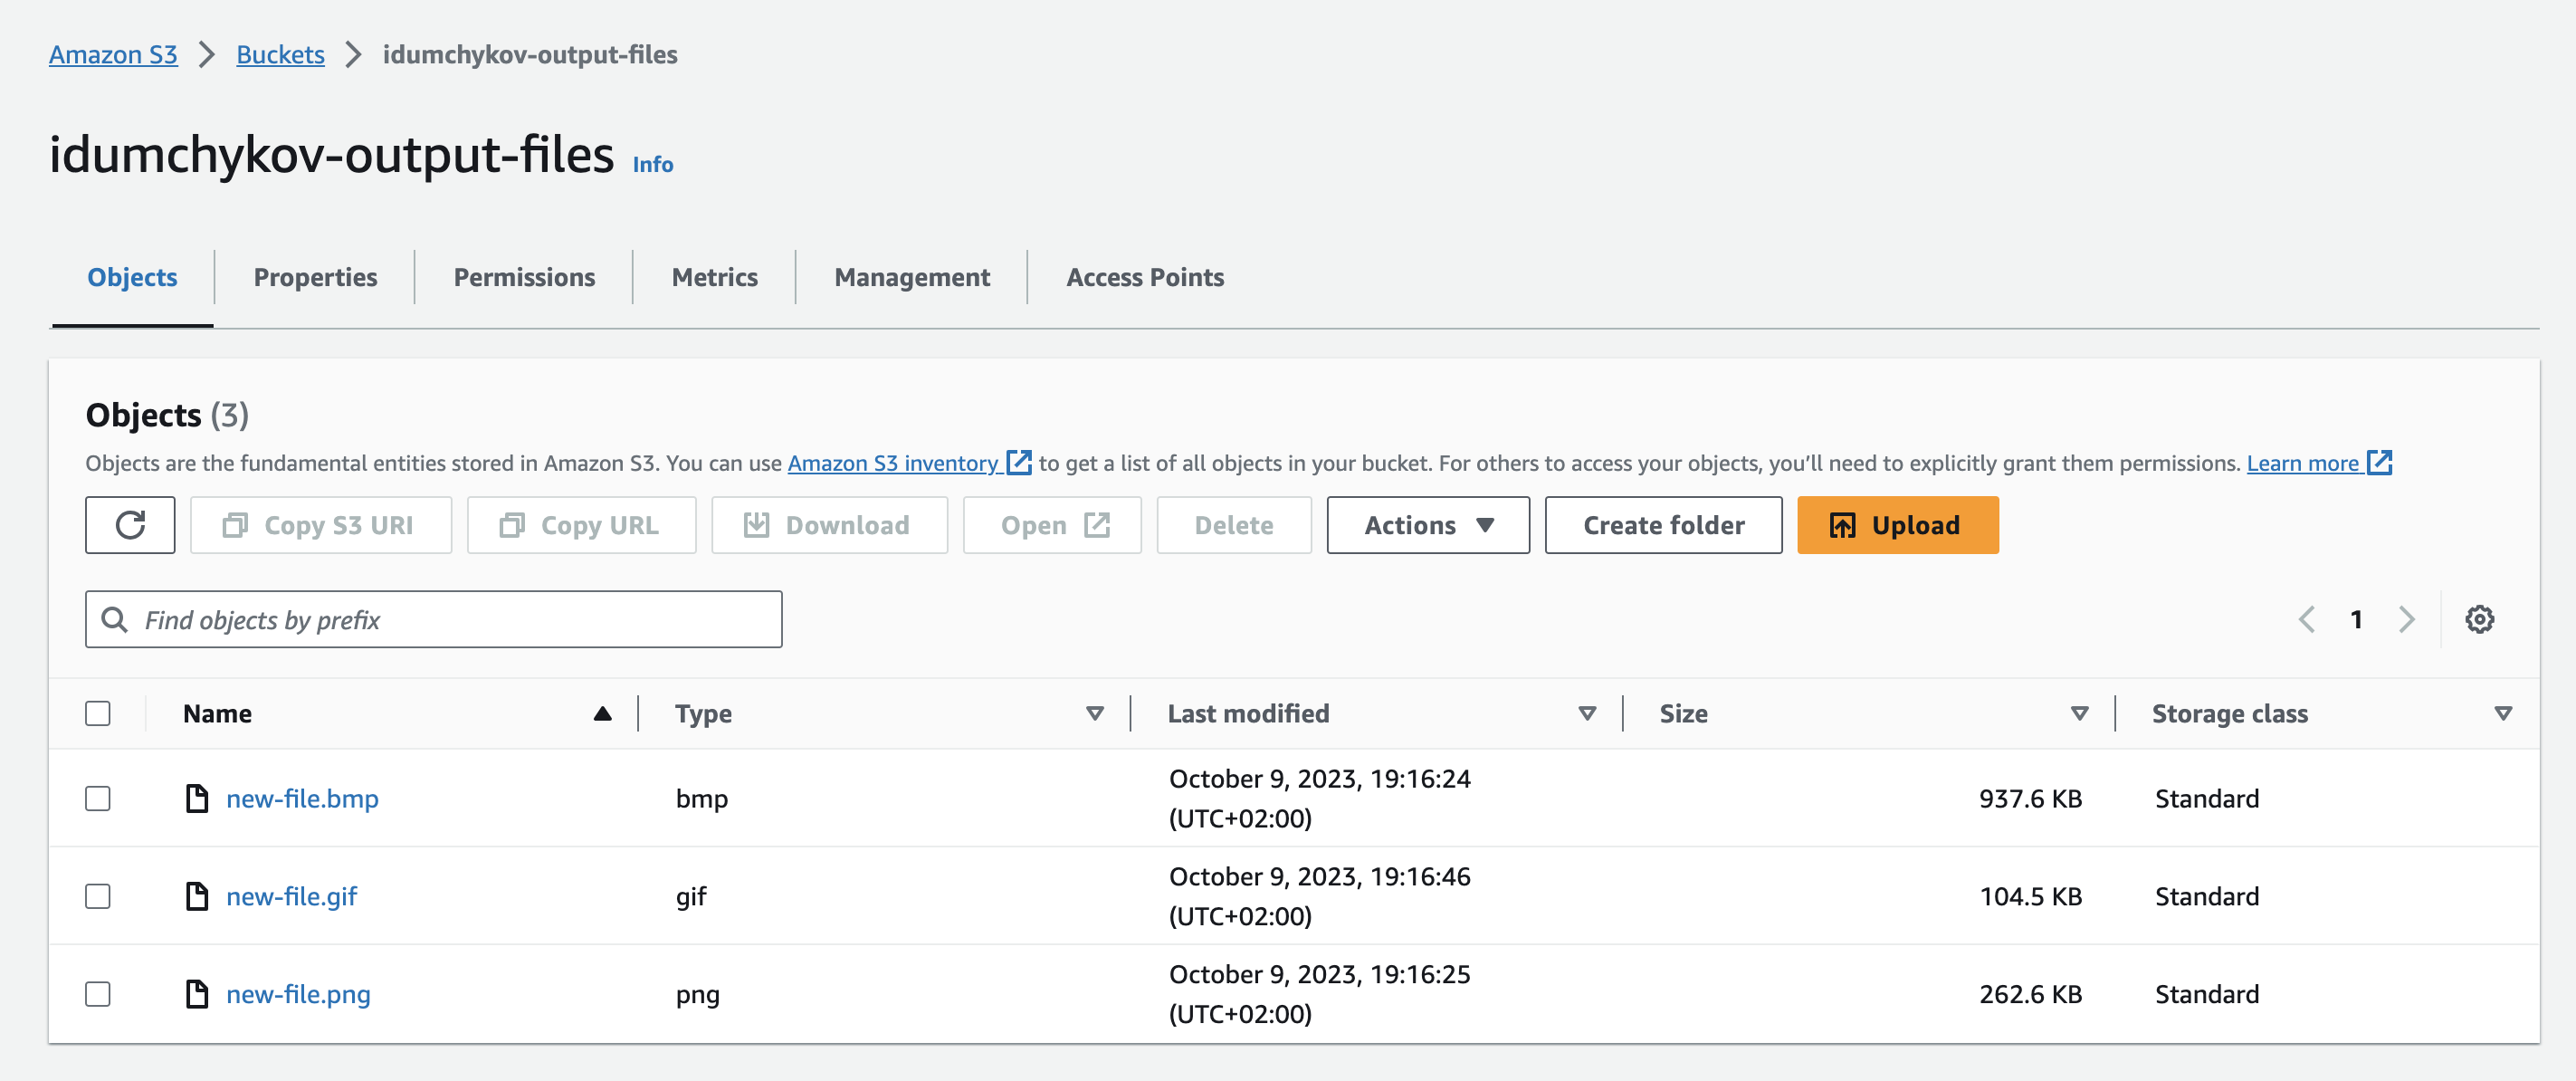 Amazon S3 > Buckets > idumchykov-output-files
idumchykov-output-files Info
Objects Properties Permissions Metrics Management Access Points
Objects (3)
Objects are the fundamental entities stored in Amazon S3. You can use Amazon S3 inventory to get a list of all objects in your bucket. For others to access your objects, you’ll need to explicitly grant them permissions. Learn more
Copy S3 URI Copy URL Download Open Delete Actions Create folder Upload
Find objects by prefix 1
Name Type Last modified Size Storage class
new-file.bmp bmp October 9, 2023, 19:16:24 (UTC+02:00) 937.6 KB Standard
new-file.gif gif October 9, 2023, 19:16:46 (UTC+02:00) 104.5 KB Standard
new-file.png png October 9, 2023, 19:16:25 (UTC+02:00) 262.6 KB Standard